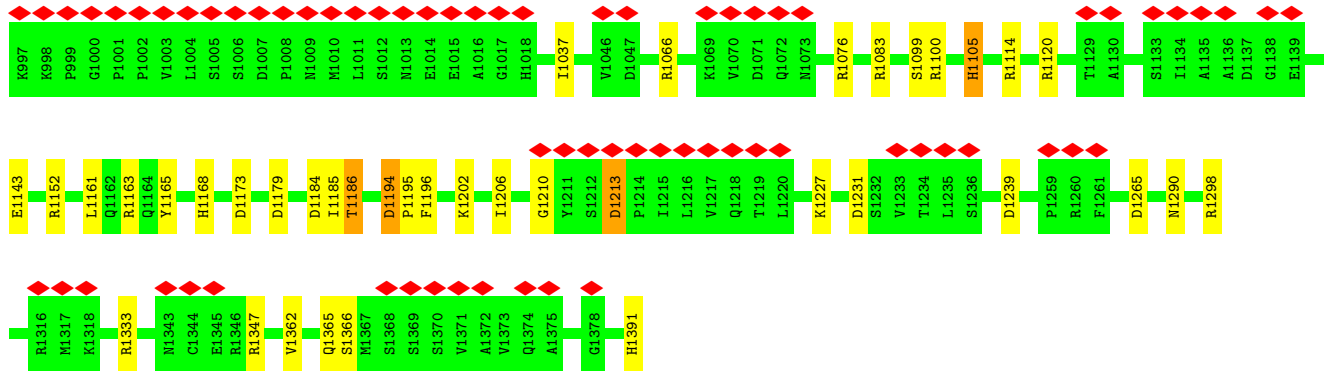 K997 K998 P999 G1000 P1001 P1002 V1003 L1004 S1005 S1006 D1007 P1008 N1009 M1010 L1011 S1012 N1013 E1014 E1015 A1016 G1017 H1018 I1037 V1046 D1047 R1066 K1069 V1070 D1071 Q1072 N1073 R1076 R1083 S1099 R1100 H1105 R1114 R1120 T1129 A1130 S1133 I1134 A1135 A1136 D1137 G1138 E1139
E1143 R1152 L1161 Q1162 R1163 Q1164 Y1165 H1168 D1173 D1179 D1184 I1185 T1186 D1194 P1195 F1196 K1202 I1206 G1210 Y1211 S1212 D1213 P1214 I1215 L1216 V1217 Q1218 T1219 L1220 K1227 D1231 S1232 V1233 T1234 L1235 S1236 D1239 P1259 R1260 F1261 D1265 N1290 R1298
R1316 M1317 K1318 R1333 N1343 C1344 E1345 R1346 R1347 V1362 Q1365 S1366 M1367 S1368 S1369 S1370 V1371 A1372 V1373 Q1374 A1375 G1378 H1391